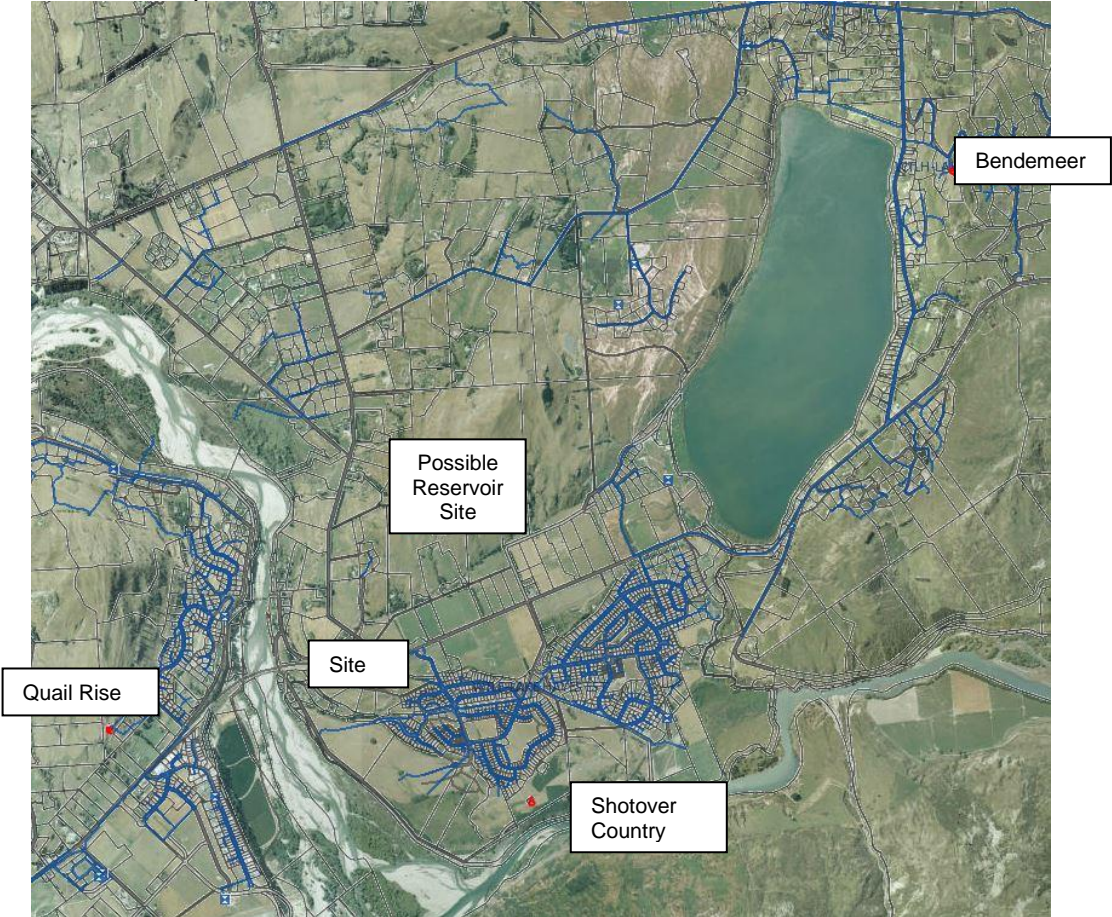 Bendemeer
Possible
Reservoir
Site
Site
Quail Rise
Shotover
Country